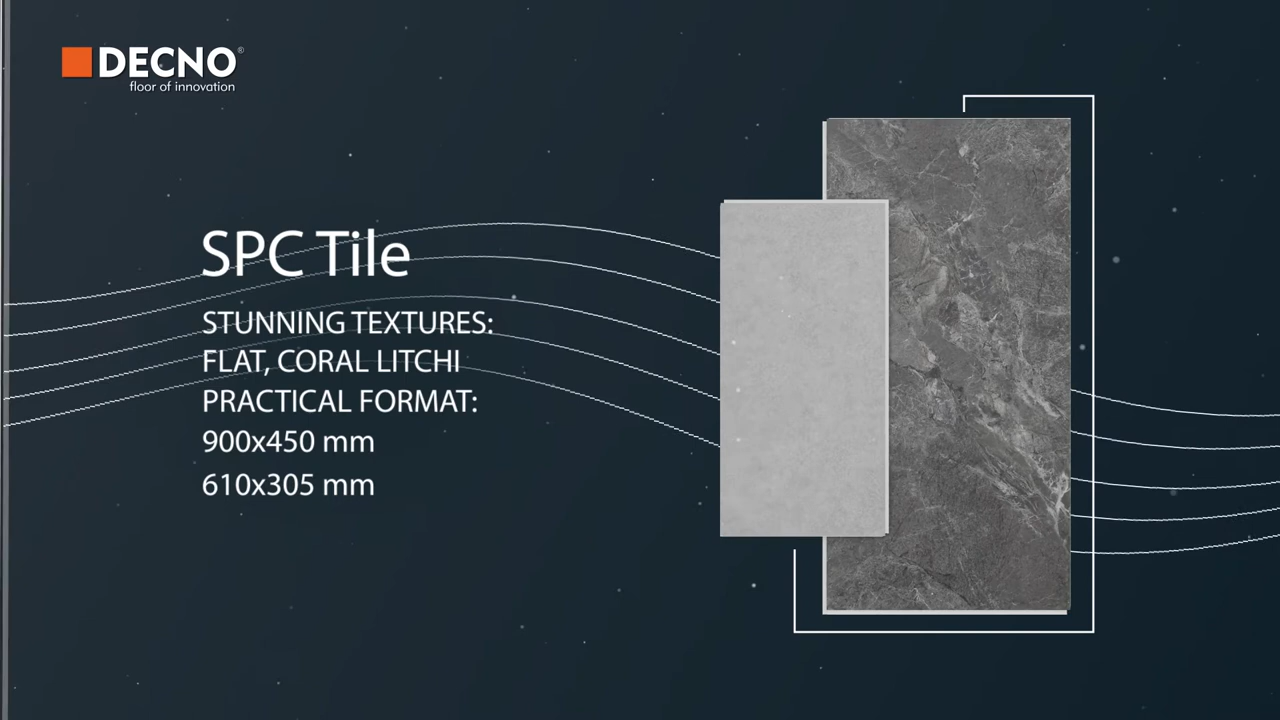 DECNO®
floor of innovation
SPC Tile
STUNNING TEXTURES:
FLAT, CORAL LITCHI
PRACTICAL FORMAT:
900x450 mm
610x305 mm